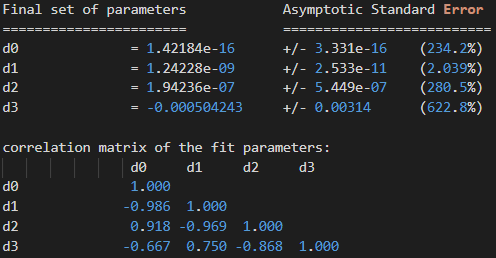 Final set of parameters Asymptotic Standard Error
======================= ==========================
d0 = 1.42184e-16 +/- 3.331e-16 (234.2%)
d1 = 1.24228e-09 +/- 2.533e-11 (2.039%)
d2 = 1.94236e-07 +/- 5.449e-07 (280.5%)
d3 = -0.000504243 +/- 0.00314 (622.8%)
correlation matrix of the fit parameters:
d0 d1 d2 d3
d0 1.000
d1 -0.986 1.000
d2 0.918 -0.969 1.000
d3 -0.667 0.750 -0.868 1.000